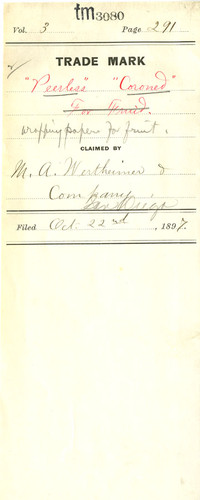 tm3080
Vol. 3 Page 291
TRADE MARK
"Peerless" "Coroned"
For Fruit.
Wrapping paper for fruit.
CLAIMED BY
M. A. Wertheimer &
Company
Filed Oct. 22nd, 1897.